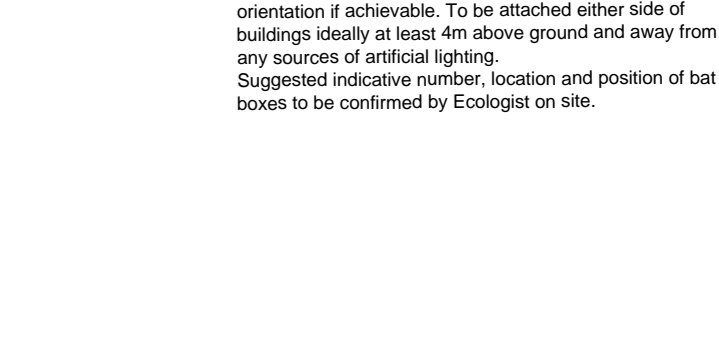 orientation if achievable. To be attached either side of
buildings ideally at least 4m above ground and away from
any sources of artificial lighting.
Suggested indicative number, location and position of bat
boxes to be confirmed by Ecologist on site.